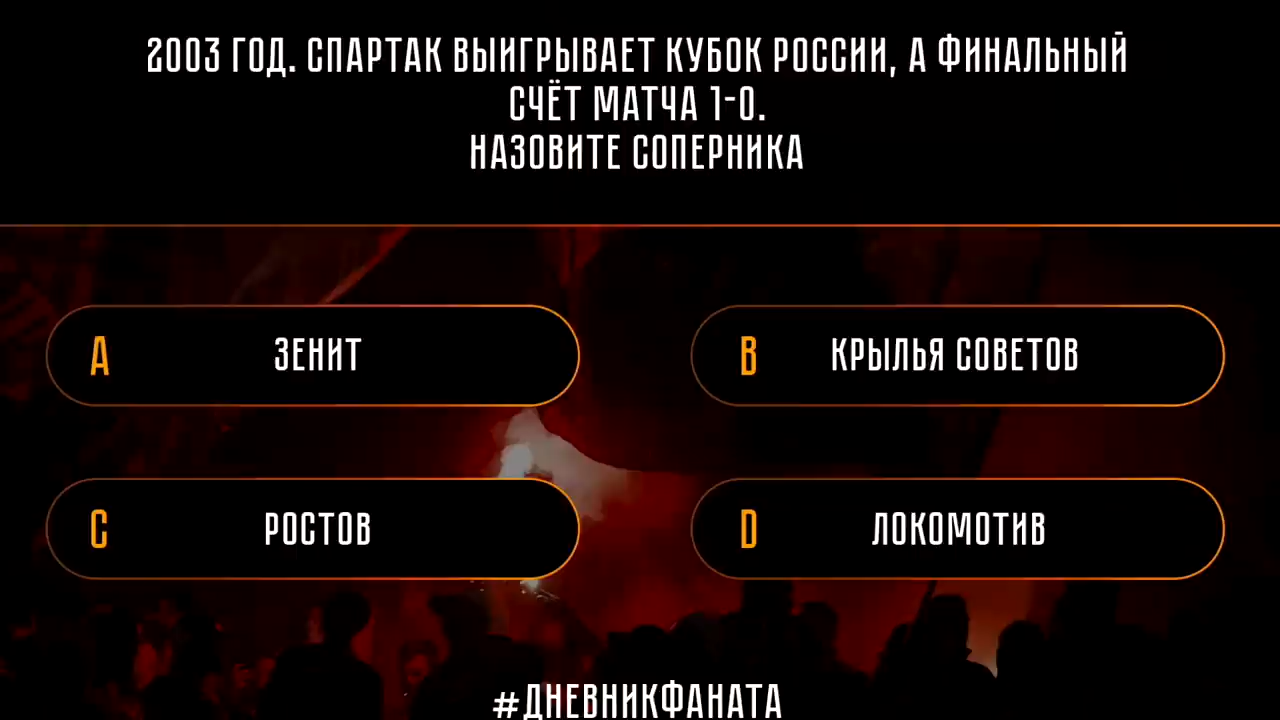 2003 ГОД. СПАРТАК ВЫИГРЫВАЕТ КУБОК РОССИИ, А ФИНАЛЬНЫЙ
СЧЁТ МАТЧА 1-0.
НАЗОВИТЕ СОПЕРНИКА
A ЗЕНИТ
B КРЫЛЬЯ СОВЕТОВ
C РОСТОВ
D ЛОКОМОТИВ
#ДНЕВНИКФАНАТА